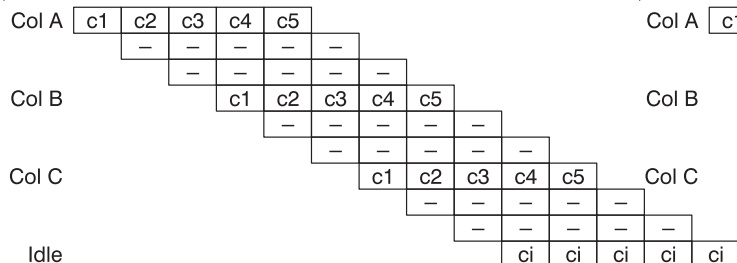 Col A c1 c2 c3 c4 c5 Col A
– – – – –
– – – – –
Col B c1 c2 c3 c4 c5 Col B
– – – – –
– – – – –
Col C c1 c2 c3 c4 c5 Col C
– – – – –
– – – – –
Idle ci ci ci ci ci